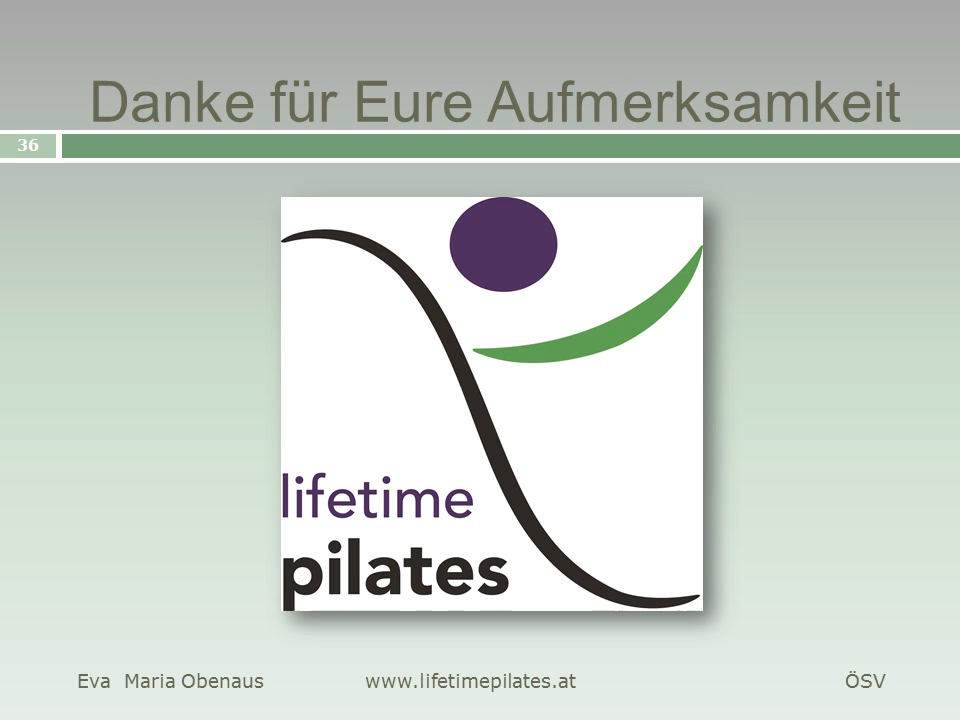 Danke für Eure Aufmerksamkeit
36
lifetime
pilates
Eva Maria Obenaus www.lifetimepilates.at ÖSV